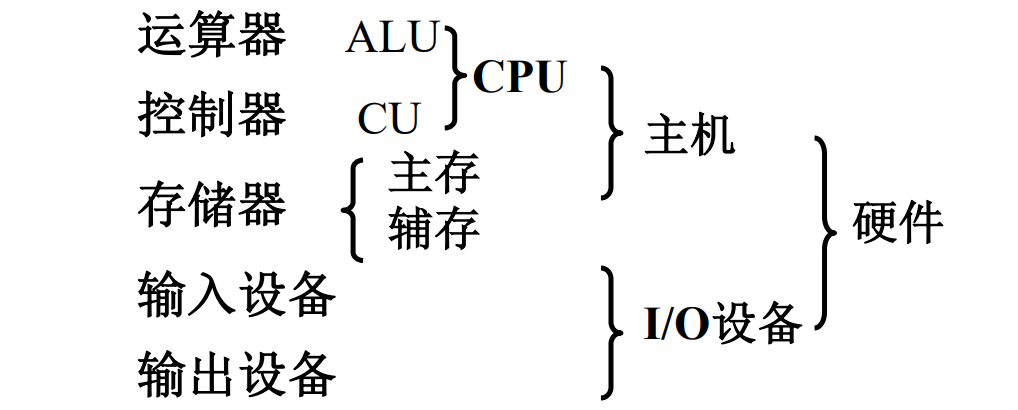 运算器 ALU
CPU
控制器 CU
主机
存储器
主存
辅存
硬件
输入设备
I/O设备
输出设备